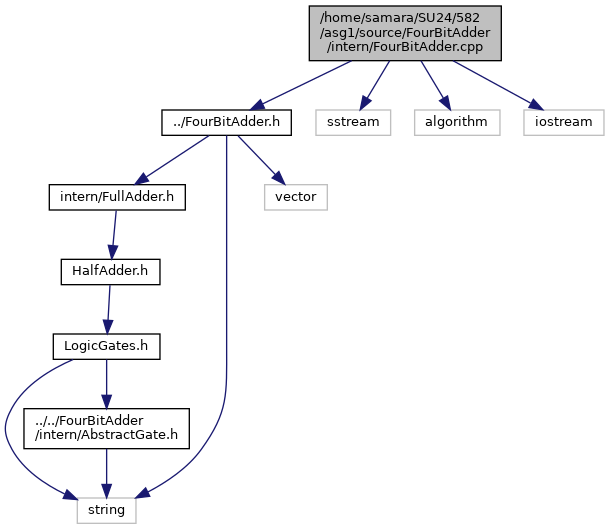 /home/samara/SU24/582
/asg1/source/FourBitAdder
/intern/FourBitAdder.cpp
../FourBitAdder.h
sstream
algorithm
iostream
intern/FullAdder.h
vector
HalfAdder.h
LogicGates.h
../../FourBitAdder
/intern/AbstractGate.h
string